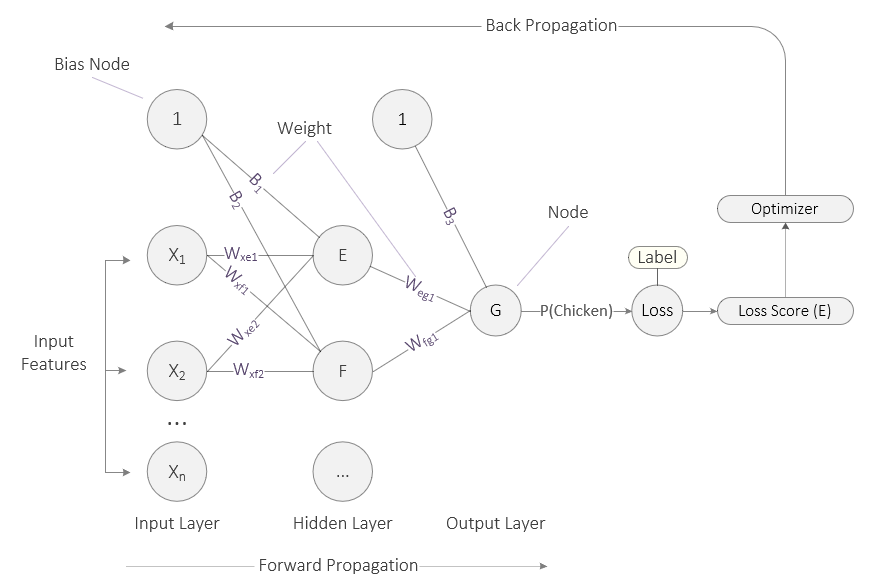 Back Propagation
Bias Node
1
1
Weight
B1
B2
B3
Node
Optimizer
X1
Wxe1
Wxf1
E
Weg1
Label
Input
Features
Wxe2
G
P(Chicken)
Loss
Loss Score (E)
Wfg1
X2
Wxf2
F
...
Xn
...
Input Layer
Hidden Layer
Output Layer
Forward Propagation